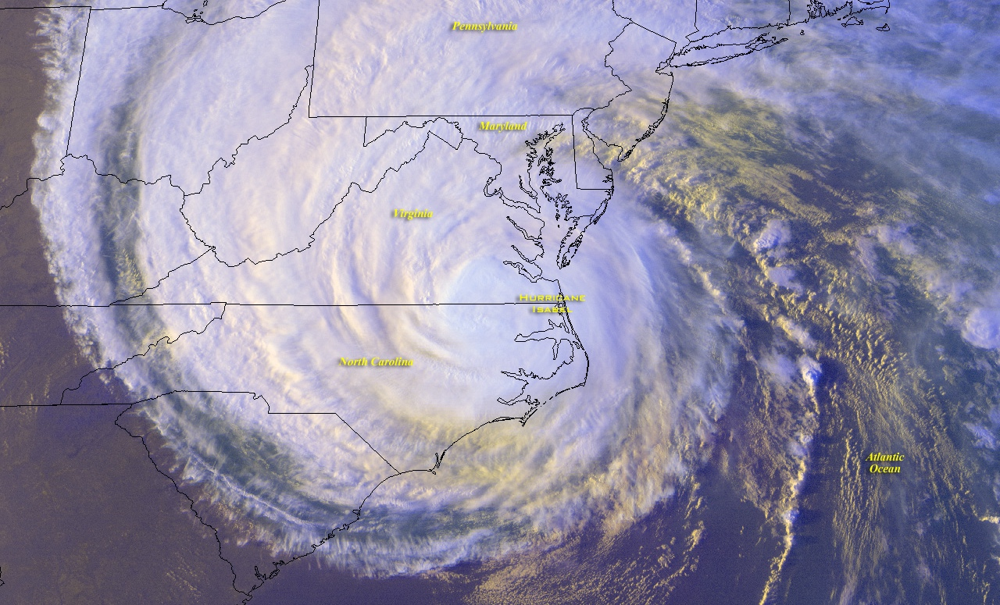 Pennsylvania
Maryland
Virginia
HURRICANE
ISABEL
North Carolina
Atlantic
Ocean